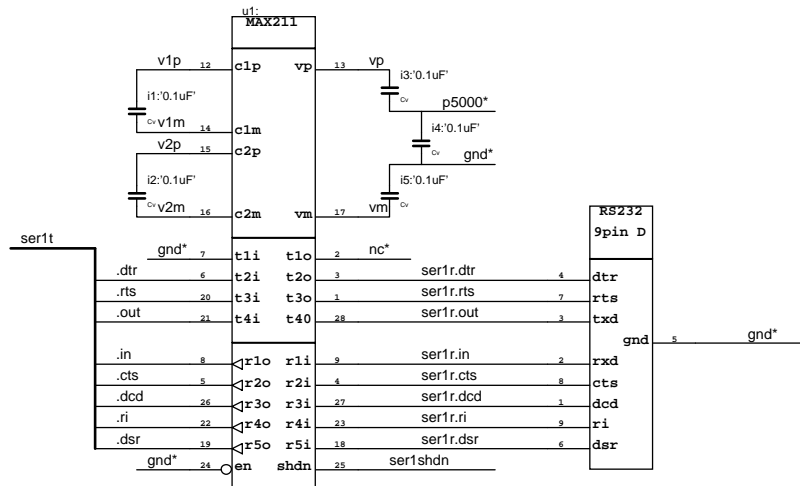 u1:
MAX211
v1p 12 c1p vp 13 vp
i1:'0.1uF'
Cv
v1m 14 c1m
v2p 15 c2p
i2:'0.1uF'
Cv
v2m 16 c2m vm 17 vm
i3:'0.1uF'
Cv
p5000*
i4:'0.1uF'
Cv
gnd*
i5:'0.1uF'
Cv
RS232
9pin D
ser1t
gnd* 7 t1i t1o 2 nc*
.dtr 6 t2i t2o 3 ser1r.dtr 4 dtr
.rts 20 t3i t3o 1 ser1r.rts 7 rts
.out 21 t4i t40 28 ser1r.out 3 txd
gnd 5 gnd*
.in 8 r1o r1i 9 ser1r.in 2 rxd
.cts 5 r2o r2i 4 ser1r.cts 8 cts
.dcd 26 r3o r3i 27 ser1r.dcd 1 dcd
.ri 22 r4o r4i 23 ser1r.ri 9 ri
.dsr 19 r5o r5i 18 ser1r.dsr 6 dsr
gnd* 24 en shdn 25 ser1shdn